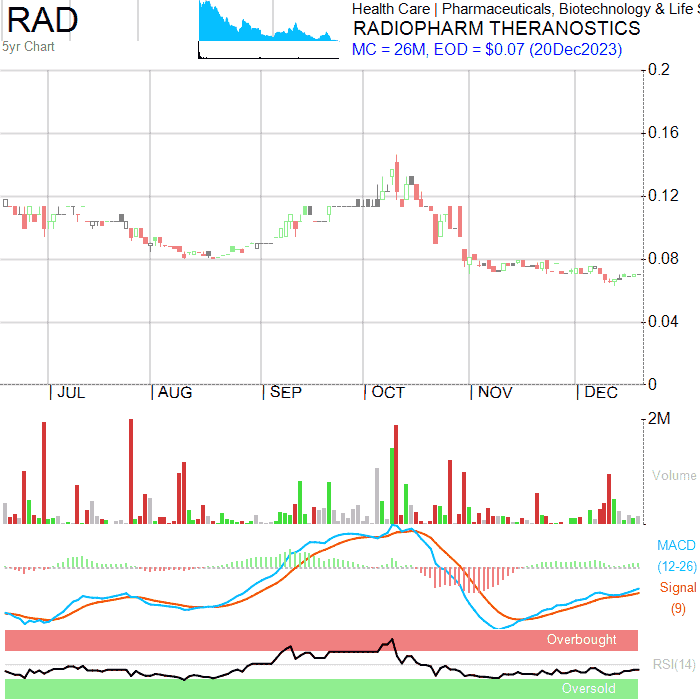 RAD
5yr Chart
Health Care | Pharmaceuticals, Biotechnology & Life S
RADIOPHARM THERANOSTICS
MC = 26M, EOD = $0.07 (20Dec2023)
0.2
0.16
0.12
0.08
0.04
0
JUL AUG SEP OCT NOV DEC
2M
Volume
MACD
(12-26)
Signal
(9)
Overbought
RSI(14)
Oversold